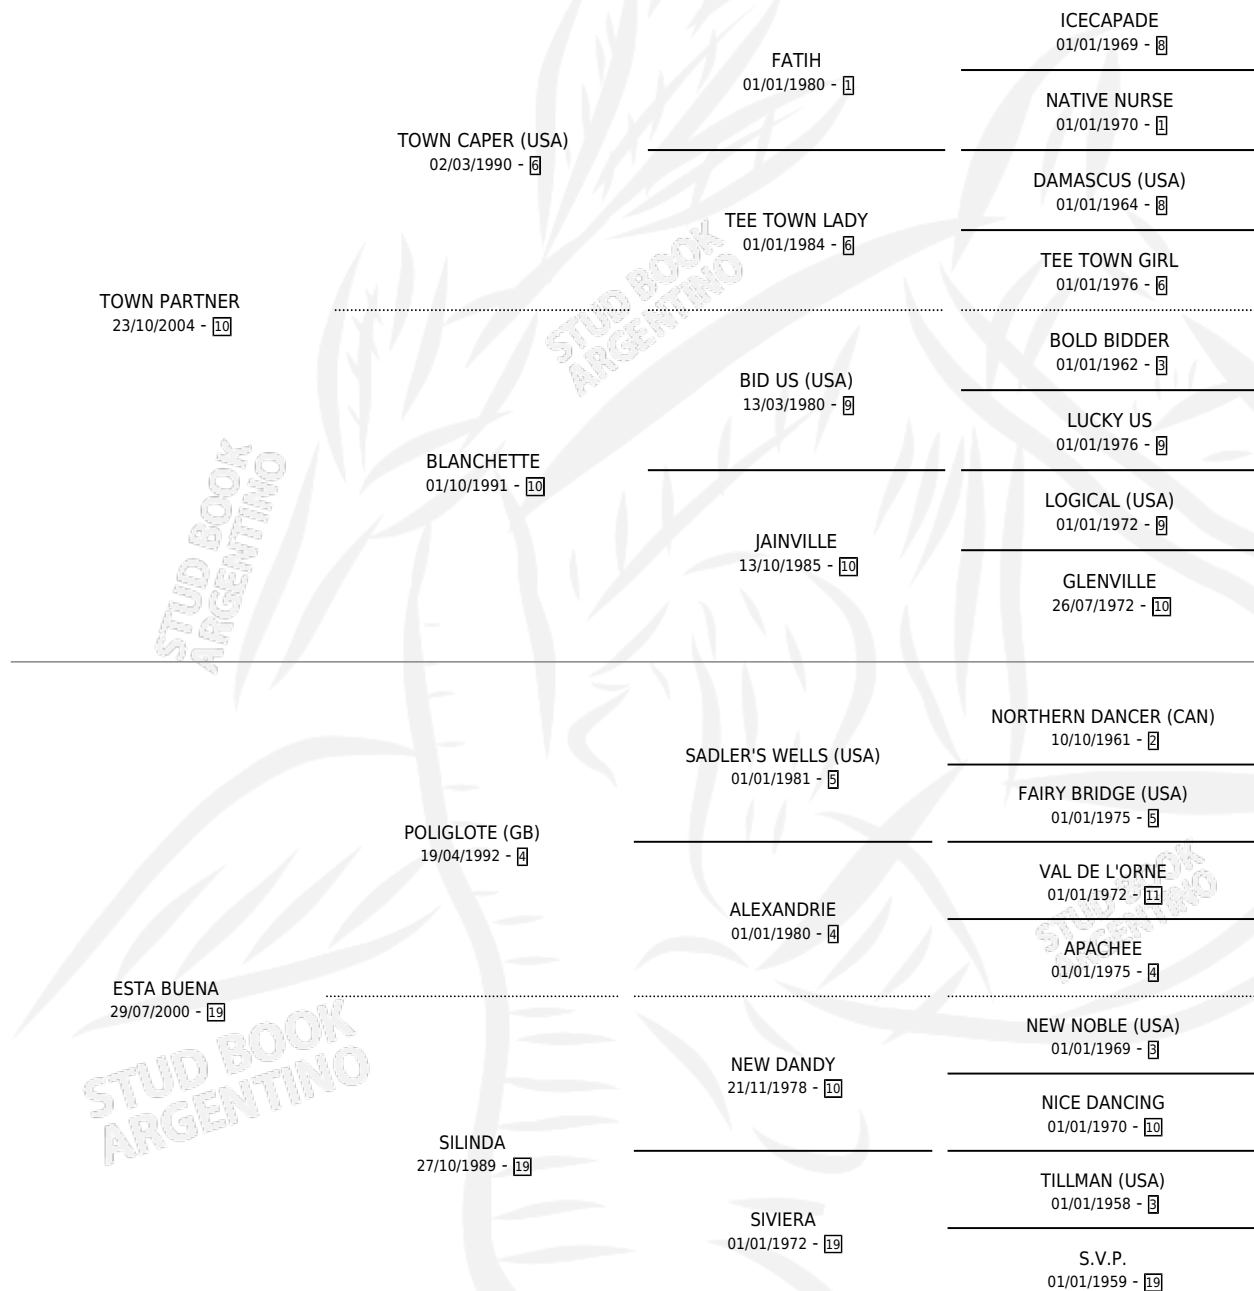 ICECAPADE
01/01/1969 - 8
FATIH
01/01/1980 - 1
NATIVE NURSE
01/01/1970 - 1
TOWN CAPER (USA)
02/03/1990 - 6
DAMASCUS (USA)
01/01/1964 - 8
TEE TOWN LADY
01/01/1984 - 6
TEE TOWN GIRL
01/01/1976 - 6
TOWN PARTNER
23/10/2004 - 10
BOLD BIDDER
01/01/1962 - 3
BID US (USA)
13/03/1980 - 9
LUCKY US
01/01/1976 - 9
BLANCHETTE
01/10/1991 - 10
LOGICAL (USA)
01/01/1972 - 9
JAINVILLE
13/10/1985 - 10
GLENVILLE
26/07/1972 - 10
STUD BOOK
ARGENTINO
STUD BOOK
ARGENTINO
NORTHERN DANCER (CAN)
10/10/1961 - 2
SADLER'S WELLS (USA)
01/01/1981 - 5
FAIRY BRIDGE (USA)
01/01/1975 - 5
POLIGLOTE (GB)
19/04/1992 - 4
VAL DE L'ORNE
01/01/1972 - 11
ALEXANDRIE
01/01/1980 - 4
APACHEE
01/01/1975 - 4
ESTA BUENA
29/07/2000 - 19
NEW NOBLE (USA)
01/01/1969 - 3
NEW DANDY
21/11/1978 - 10
NICE DANCING
01/01/1970 - 10
SILINDA
27/10/1989 - 19
TILLMAN (USA)
01/01/1958 - 3
SIVIERA
01/01/1972 - 19
S.V.P.
01/01/1959 - 19
STUD BOOK
ARGENTINO
STUD BOOK
ARGENTINO